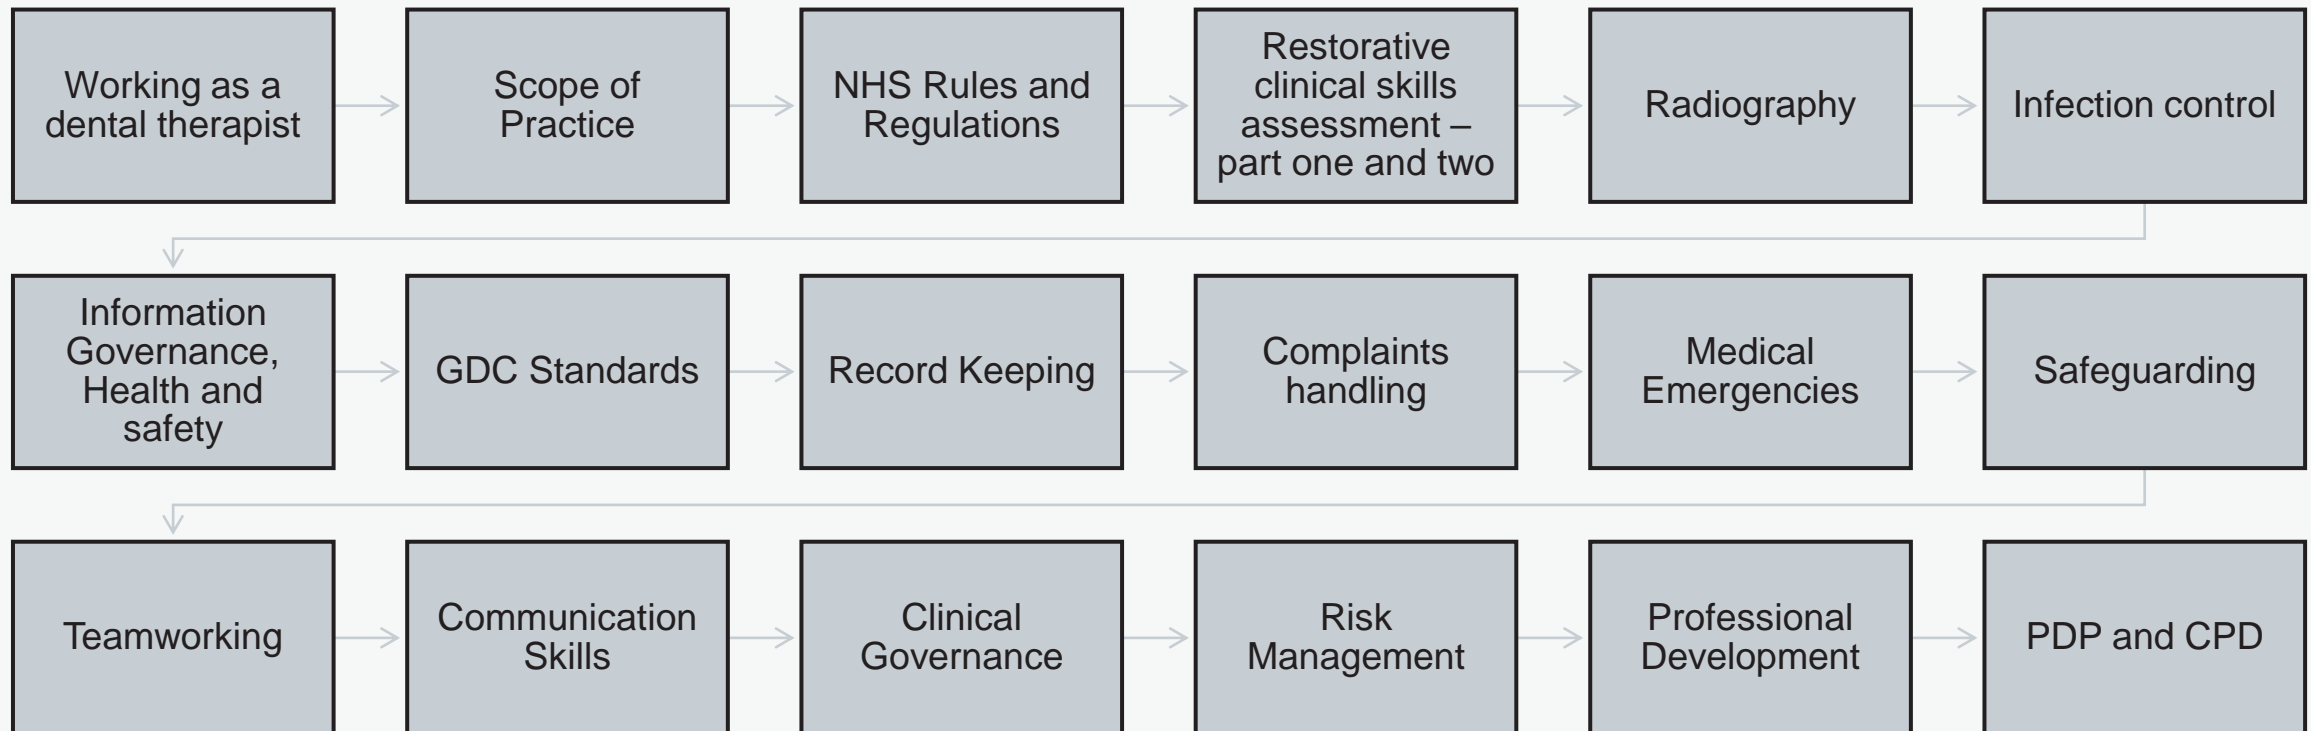 Working as a
dental therapist
Scope of
Practice
NHS Rules and
Regulations
Restorative
clinical skills
assessment –
part one and two
Radiography
Infection control
Information
Governance,
Health and
safety
GDC Standards
Record Keeping
Complaints
handling
Medical
Emergencies
Safeguarding
Teamworking
Communication
Skills
Clinical
Governance
Risk
Management
Professional
Development
PDP and CPD